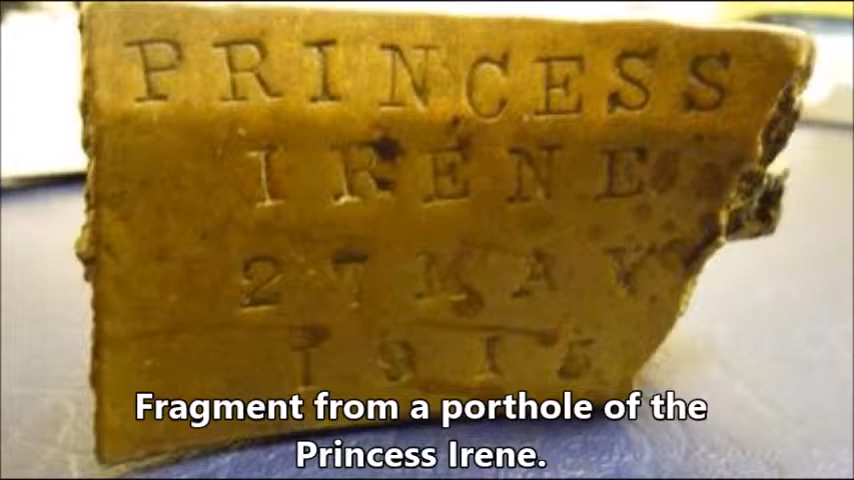 PRINCESS
IRENE
27 MAY
1915
Fragment from a porthole of the
Princess Irene.